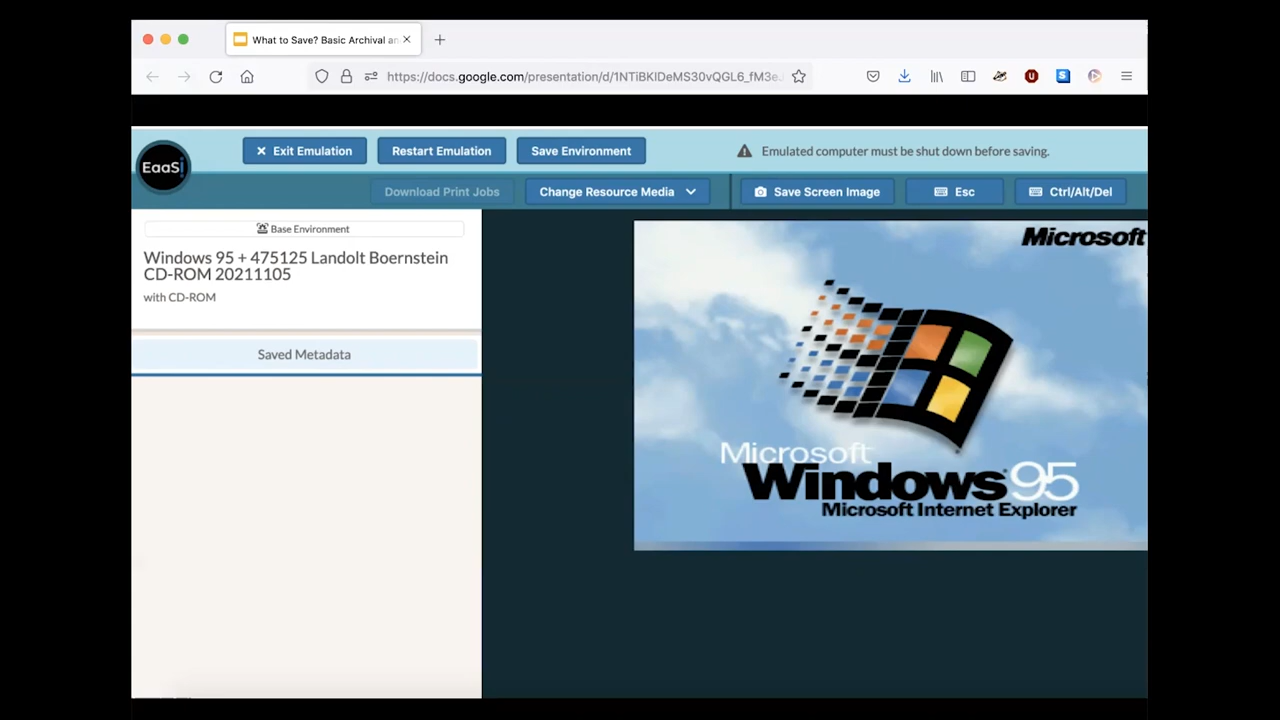 What to Save? Basic Archival an
https://docs.google.com/presentation/d/1NTiBKIDeMS30vQGL6_fM3e
EaaSI
Exit Emulation
Restart Emulation
Save Environment
Emulated computer must be shut down before saving.
Download Print Jobs
Change Resource Media
Save Screen Image
Esc
Ctrl/Alt/Del
Base Environment
Windows 95 + 475125 Landolt Boernstein
CD-ROM 20211105
with CD-ROM
Saved Metadata
Microsoft
Microsoft
Windows 95
Microsoft Internet Explorer